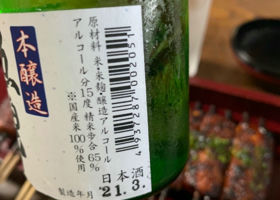 本醸造
原材料 米・米麹・醸造アルコール
アルコール分15度 精米歩合65%
※国産米100%使用
4937287002051
日本酒
製造年月 '21.3.